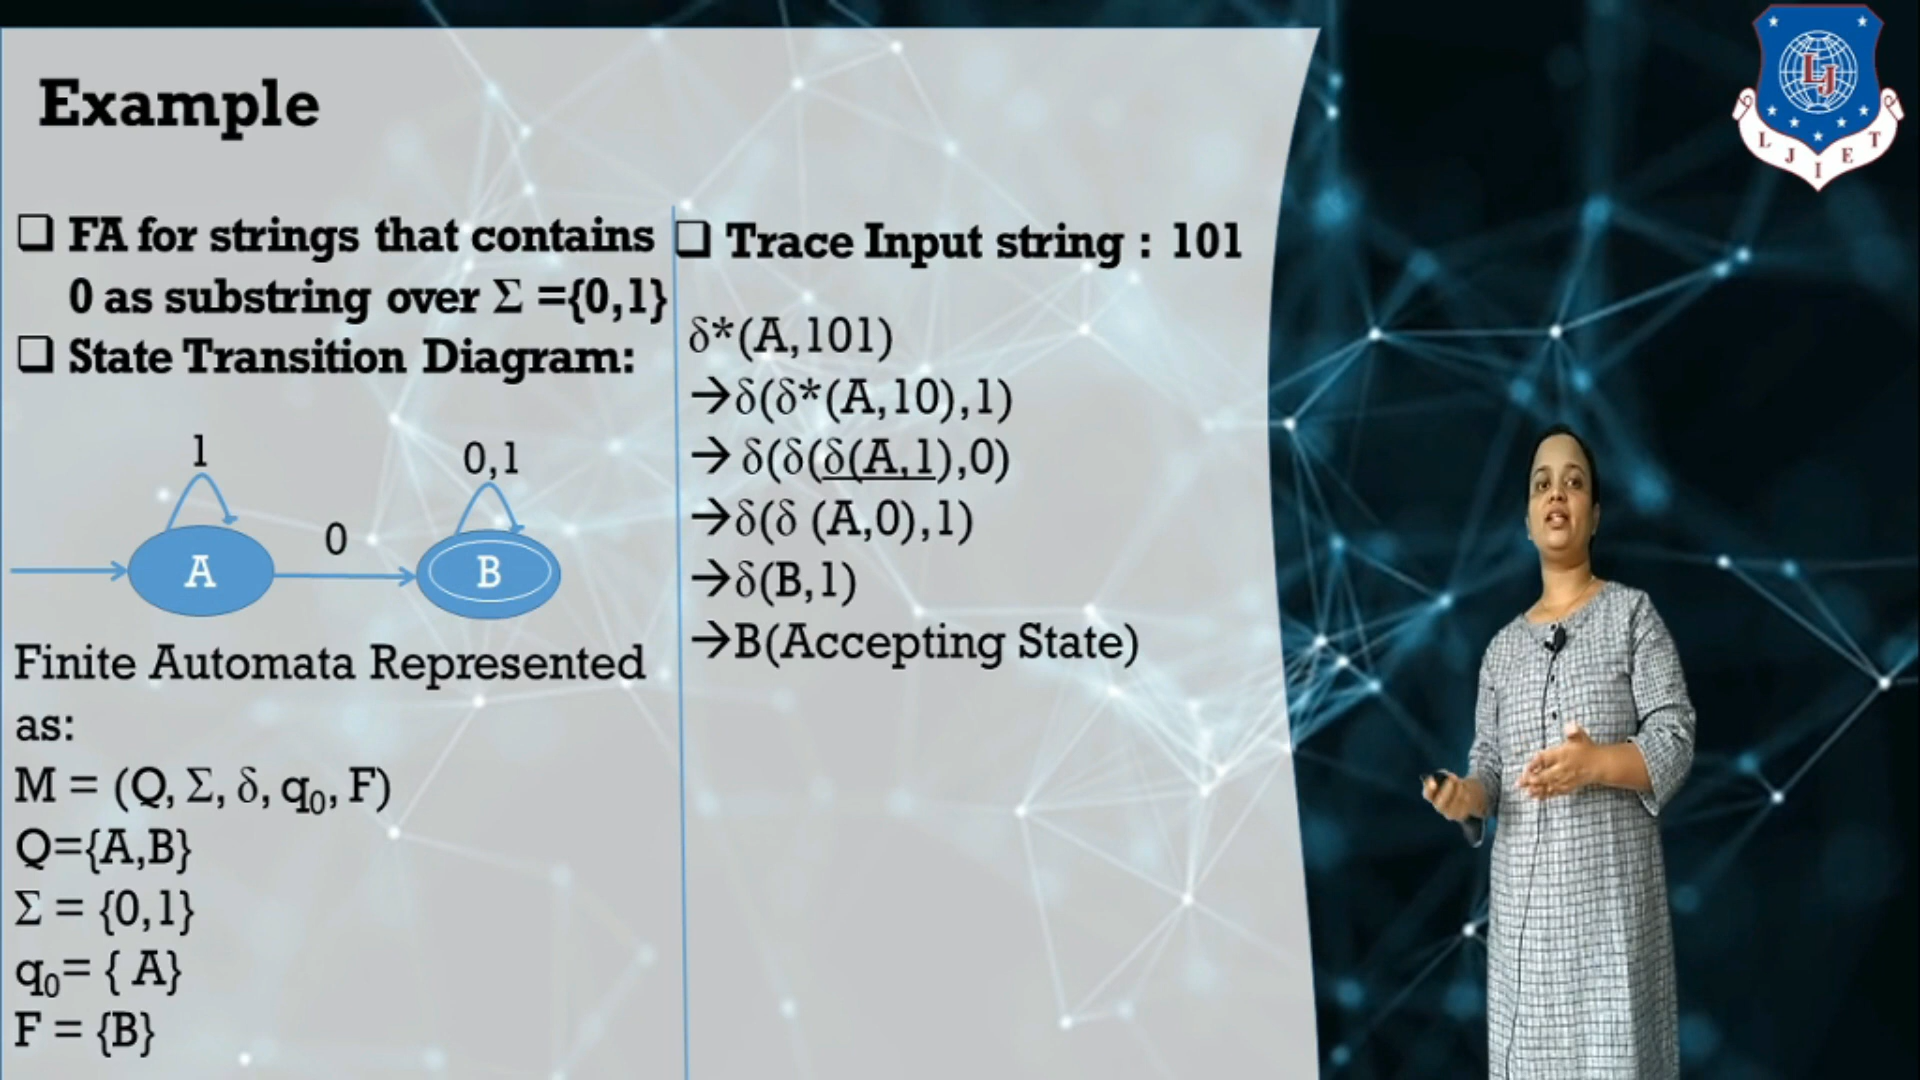 Example
❑ FA for strings that contains
0 as substring over Σ ={0,1}
❑ State Transition Diagram:
1
0,1
0
A
B
Finite Automata Represented
as:
M = (Q, Σ, δ, q₀, F)
Q={A,B}
Σ = {0,1}
q₀= { A}
F = {B}
❑ Trace Input string : 101
δ*(A,101)
→δ(δ*(A,10),1)
→ δ(δ(δ(A,1),0)
→δ(δ (A,0),1)
→δ(B,1)
→B(Accepting State)
LJ
L J I E T